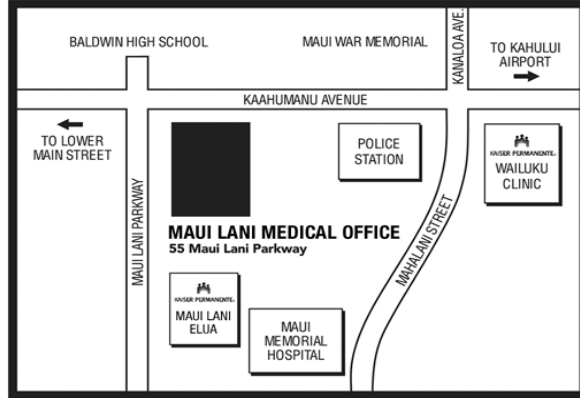 BALDWIN HIGH SCHOOL
MAUI WAR MEMORIAL
KANALOA AVE.
TO KAHULUI
AIRPORT
KAAHUMANU AVENUE
TO LOWER
MAIN STREET
POLICE
STATION
KAISER PERMANENTE.
WAILUKU
CLINIC
MAUI LANI PARKWAY
MAUI LANI MEDICAL OFFICE
55 Maui Lani Parkway
MAHALANI STREET
KAISER PERMANENTE.
MAUI LANI
ELUA
MAUI
MEMORIAL
HOSPITAL